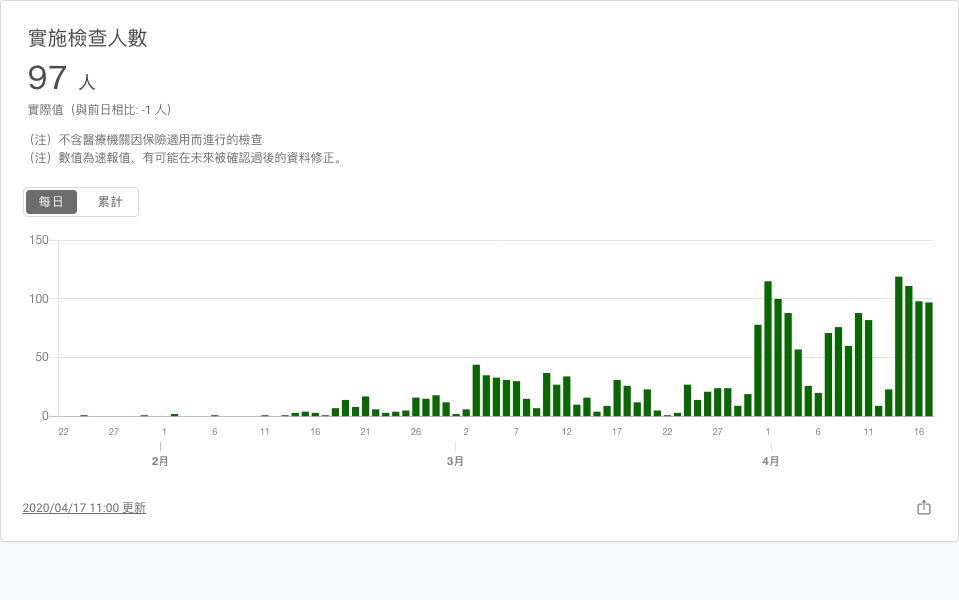 實施檢查人數
97 人
實際值（與前日相比: -1 人）
（注）不含醫療機關因保險適用而進行的檢查
（注）數值為速報值，有可能在未來被確認過後的資料修正。
每日 累計
150
100
50
0
22 27 1 6 11 16 21 26 2 7 12 17 22 27 1 6 11 16
2月 3月 4月
2020/04/17 11:00 更新